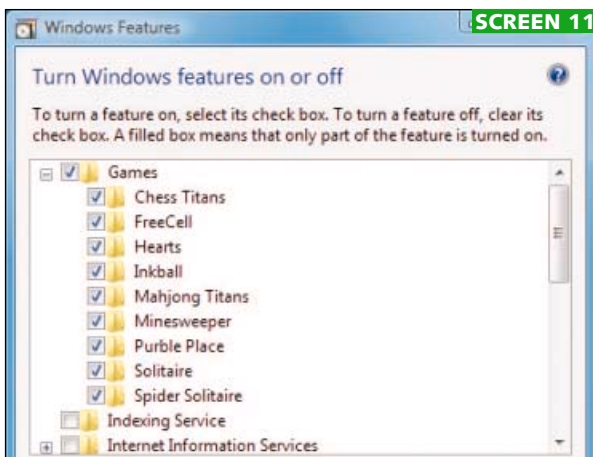 Windows Features
SCREEN 11
Turn Windows features on or off
To turn a feature on, select its check box. To turn a feature off, clear its
check box. A filled box means that only part of the feature is turned on.
Games
Chess Titans
FreeCell
Hearts
Inkball
Mahjong Titans
Minesweeper
Purble Place
Solitaire
Spider Solitaire
Indexing Service
Internet Information Services